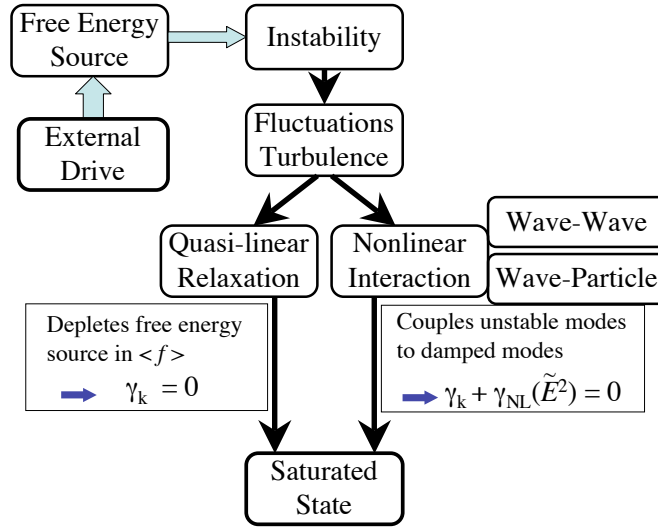 Free Energy
Source
Instability
External
Drive
Fluctuations
Turbulence
Quasi-linear
Relaxation
Nonlinear
Interaction
Wave-Wave
Wave-Particle
Depletes free energy
source in <f>
γk = 0
Couples unstable modes
to damped modes
γk + γNL(Ẽ²) = 0
Saturated
State